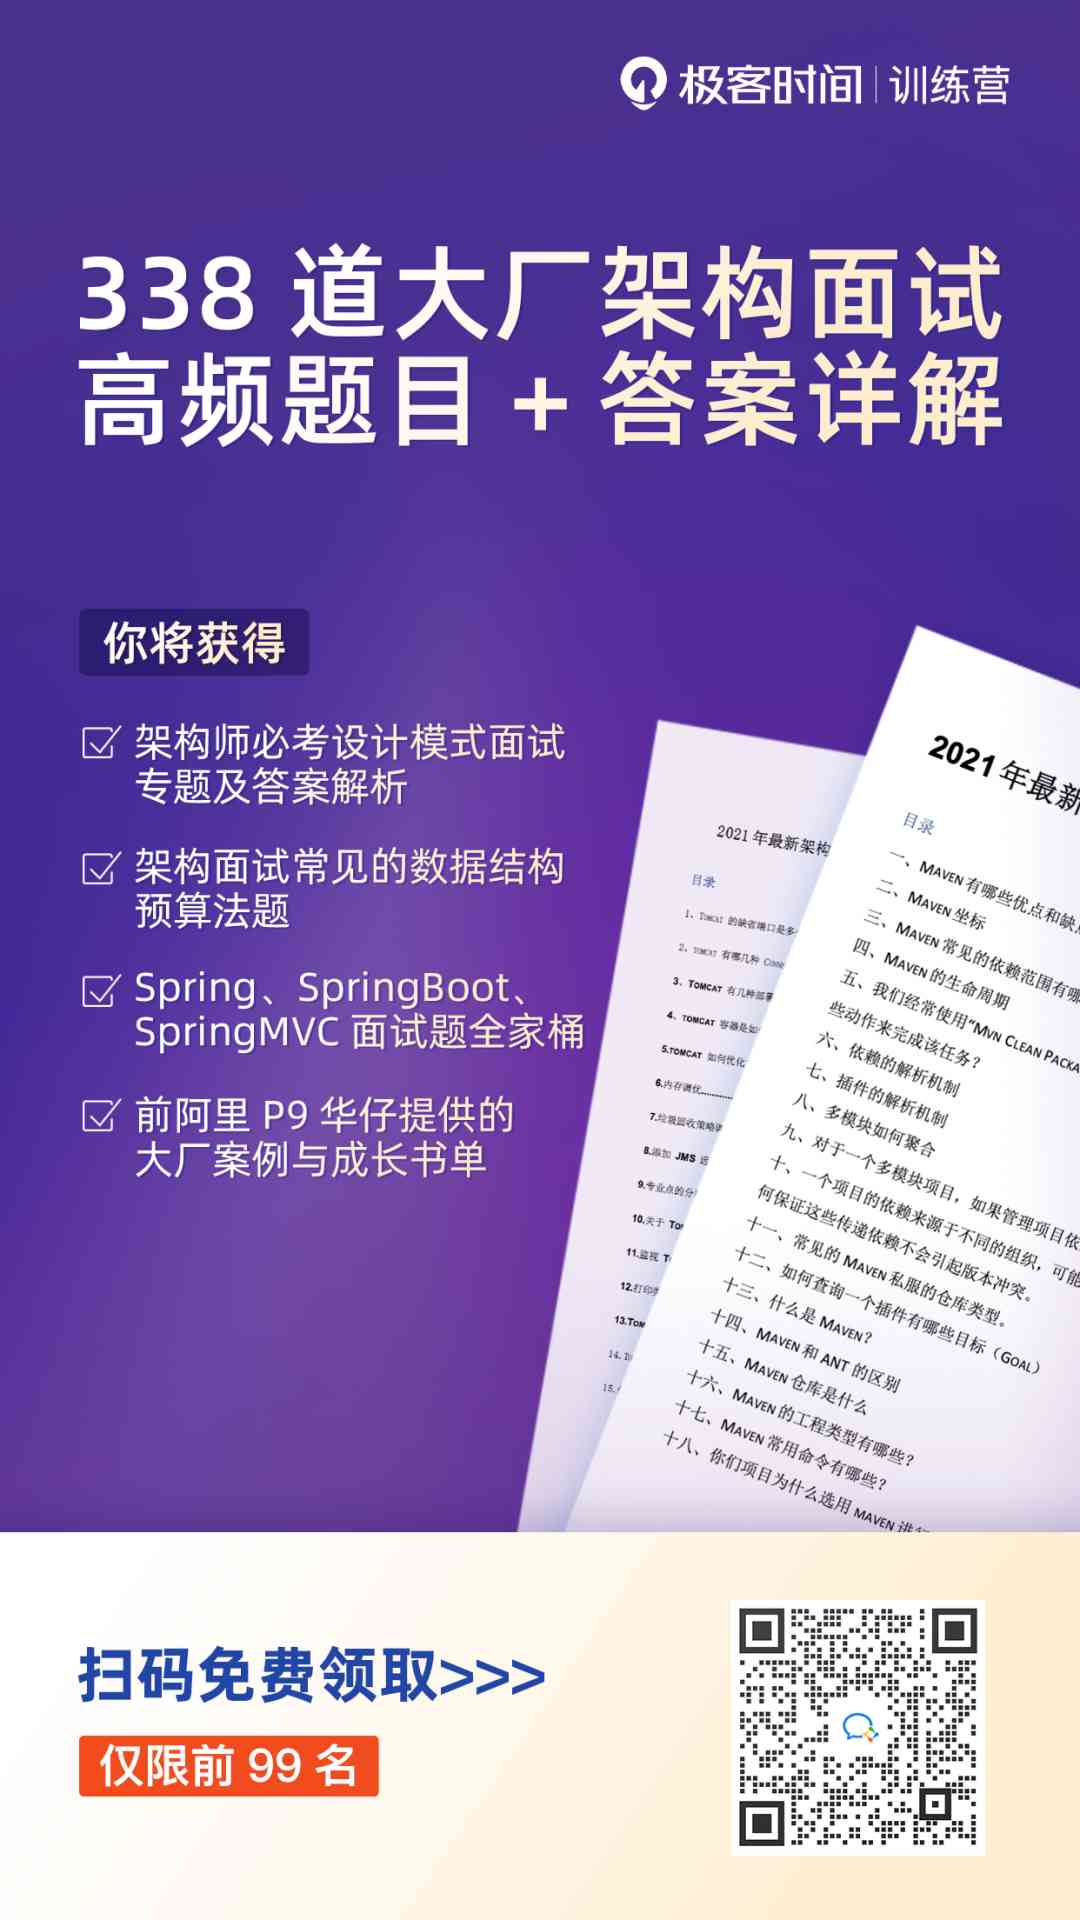 极客时间 | 训练营
338 道大厂架构面试
高频题目 + 答案详解
你将获得
架构师必考设计模式面试
专题及答案解析
架构面试常见的数据结构
预算法题
Spring、SpringBoot、
SpringMVC 面试题全家桶
前阿里 P9 华仔提供的
大厂案例与成长书单
2021 年最新架构
目录
1、TOMCAT 的缺省端口是多
2、TOMCAT 有哪几种
3、TOMCAT 有几种部署
4、TOMCAT 容器是如
5.TOMCAT 如何优化
6.内存调优
7.垃圾回收策略
8.添加 JMS 远
9.专业点的分
10.关于
11.监视
12.打印
13.
14.
15.
2021 年最新
目录
一、MAVEN 有哪些优点和缺
二、MAVEN 坐标
三、MAVEN 常见的依赖范围有哪
四、MAVEN 的生命周期
五、我们经常使用“MVN CLEAN PACKA
些动作来完成该任务？
六、依赖的解析机制
七、插件的解析机制
八、多模块如何聚合
九、对于一个多模块项目，如果管理项目依
十、一个项目的依赖来源于不同的组织，可能
何保证这些传递依赖不会引起版本冲突。
十一、常见的 MAVEN 私服的仓库类型。
十二、如何查询一个插件有哪些目标（GOAL）
十三、什么是 MAVEN？
十四、MAVEN 和 ANT 的区别
十五、MAVEN 仓库是什么
十六、MAVEN 的工程类型有哪些？
十七、MAVEN 常用命令有哪些？
十八、你们项目为什么选用 MAVEN 进行
扫码免费领取>>>
仅限前 99 名